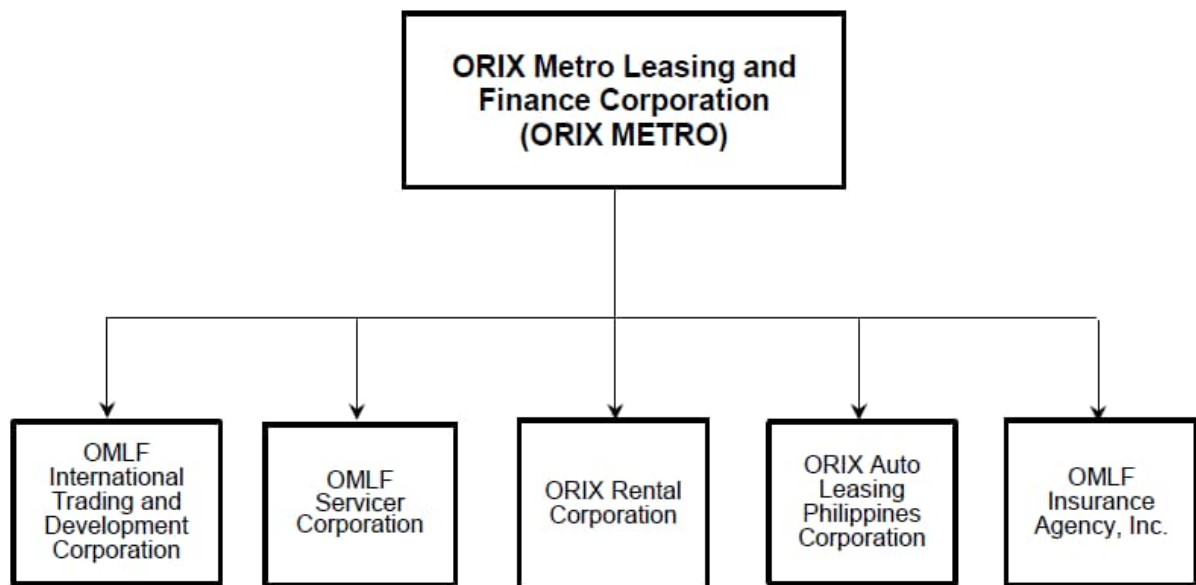 ORIX Metro Leasing and
Finance Corporation
(ORIX METRO)
OMLF
International
Trading and
Development
Corporation
OMLF
Servicer
Corporation
ORIX Rental
Corporation
ORIX Auto
Leasing
Philippines
Corporation
OMLF
Insurance
Agency, Inc.